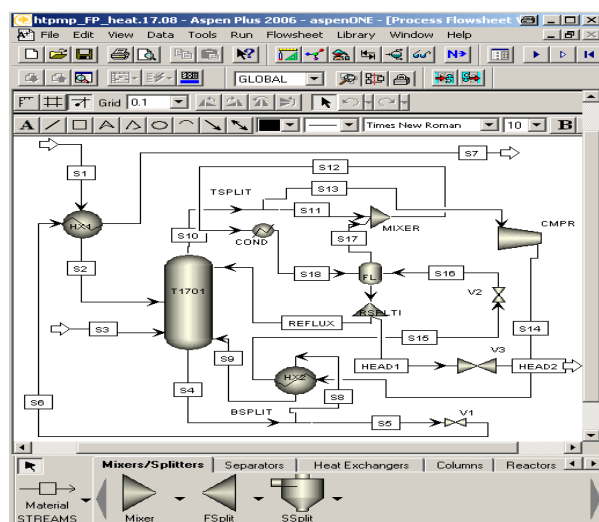 htpmp_FP_heat.17.08 - Aspen Plus 2006 - aspenONE - [Process Flowsheet
File Edit View Data Tools Run Flowsheet Library Window Help
N>
GLOBAL
Grid 0.1
A Times New Roman 10 B
S1
S12
S7
TSPLIT
S13
S10
S11
MIXER
CMPR
HX1
COND
S17
S2
S18
FL
S16
T1701
V2
RSPLTI
S3
REFLUX
S15
S14
S9
V3
HEAD1
HEAD2
S4
HX2
S8
S6
BSPLIT
S5
V1
Mixers/Splitters Separators Heat Exchangers Columns Reactors
Material
STREAMS Mixer FSplit SSplit